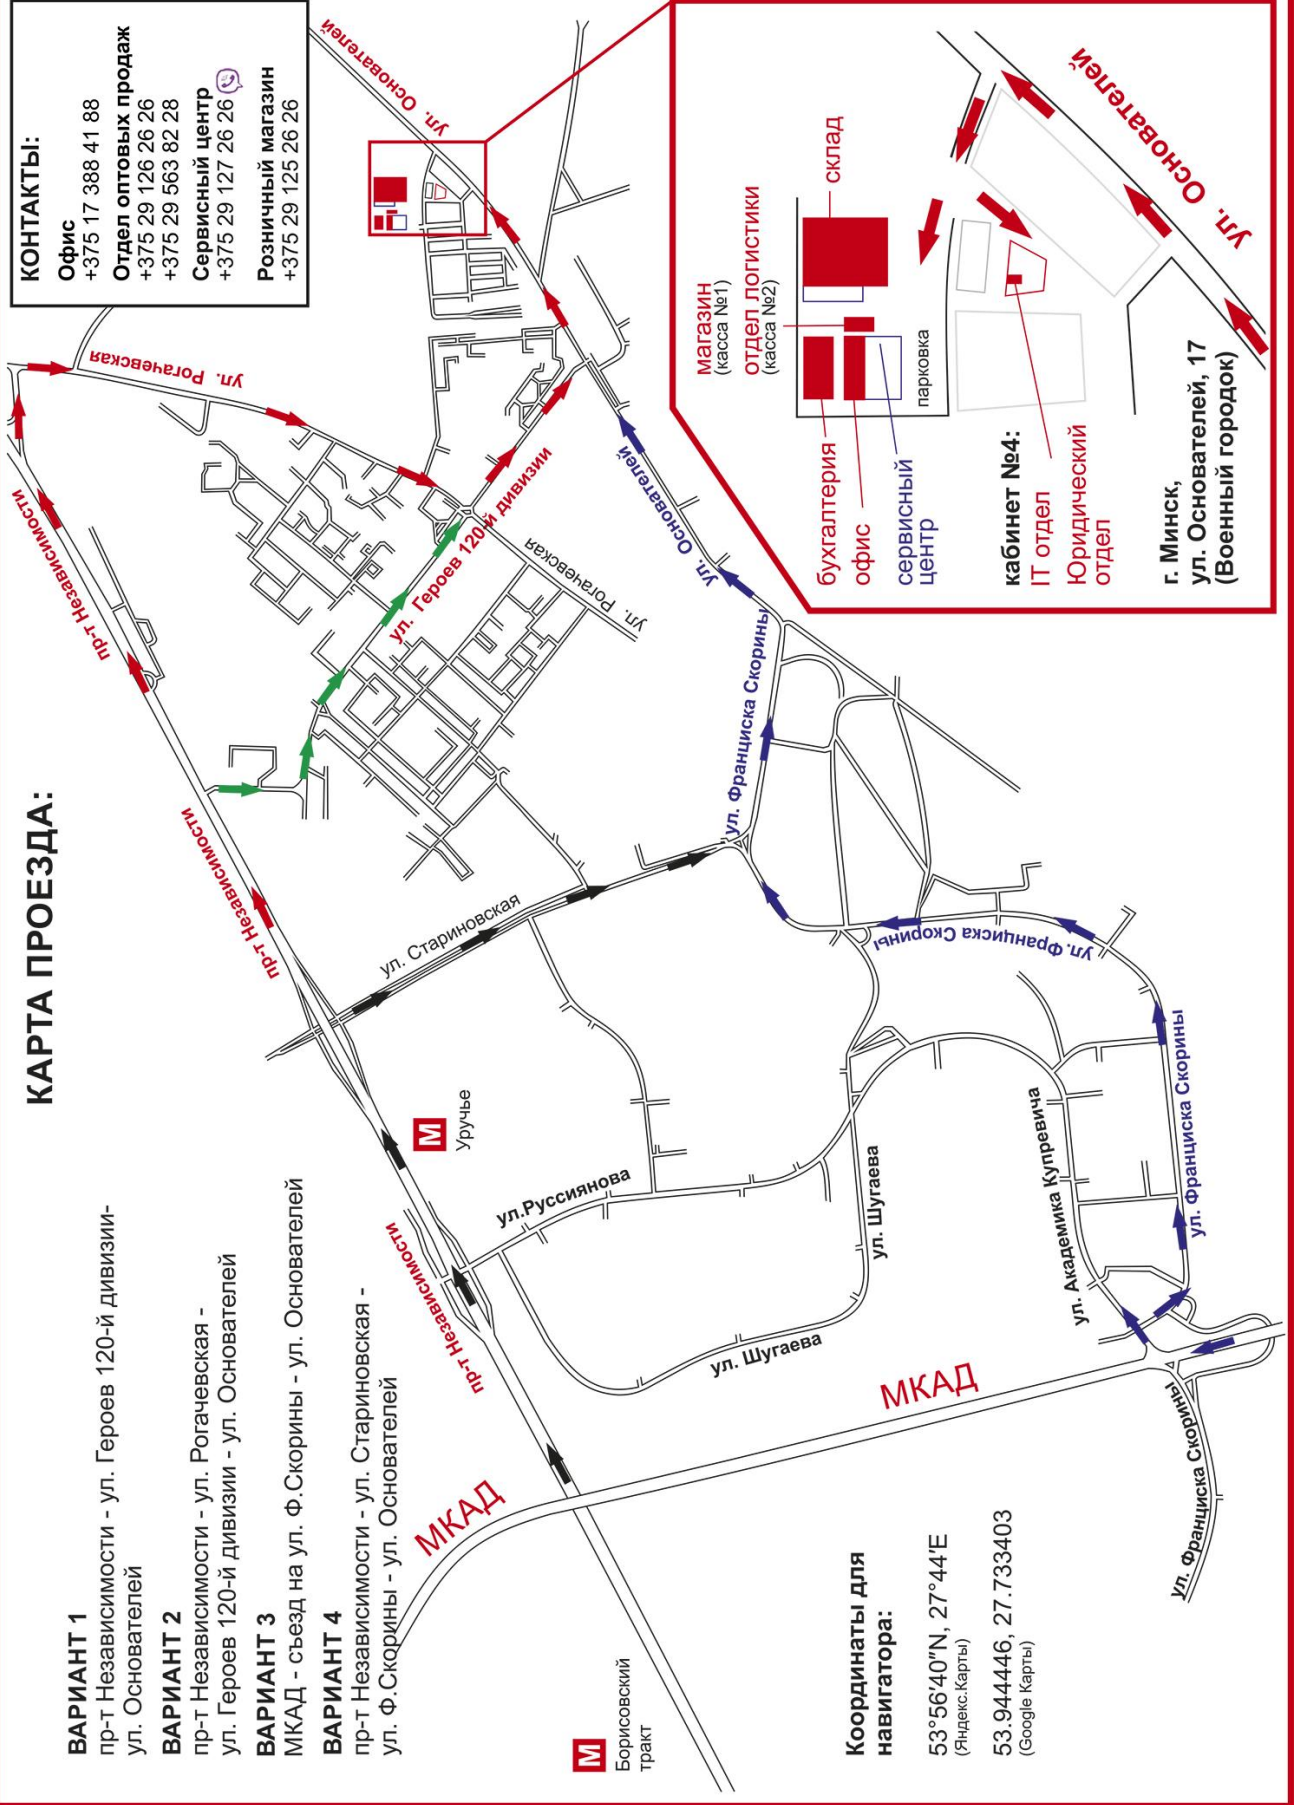 КАРТА ПРОЕЗДА:
ВАРИАНТ 1
пр-т Независимости - ул. Героев 120-й дивизии-
ул. Основателей
ВАРИАНТ 2
пр-т Независимости - ул. Рогачевская -
ул. Героев 120-й дивизии - ул. Основателей
ВАРИАНТ 3
МКАД - съезд на ул. Ф.Скорины - ул. Основателей
ВАРИАНТ 4
пр-т Независимости - ул. Стариновская -
ул. Ф.Скорины - ул. Основателей
КОНТАКТЫ:
Офис
+375 17 388 41 88
Отдел оптовых продаж
+375 29 126 26 26
+375 29 563 82 28
Сервисный центр
+375 29 127 26 26
Розничный магазин
+375 29 125 26 26
пр-т Независимости
пр-т Независимости
пр-т Независимости
ул. Рогачевская
ул. Основателей
ул. Героев 120-й дивизии
ул. Рогачевская
ул. Стариновская
М
Уручье
ул.Руссиянова
ул. Шугаева
ул. Шугаева
МКАД
МКАД
М
Борисовский
тракт
ул. Основателей
ул. Франциска Скорины
ул. Франциска Скорины
ул. Франциска Скорины
ул. Академика Купревича
ул. Франциска Скорины
Координаты для
навигатора:
53°56'40"N, 27°44'E
(Яндекс.Карты)
53.944446, 27.733403
(Google Карты)
магазин
(касса №1)
отдел логистики
(касса №2)
склад
бухгалтерия
офис
сервисный
центр
парковка
кабинет №4:
IT отдел
Юридический
отдел
ул. Основателей
г. Минск,
ул. Основателей, 17
(Военный городок)